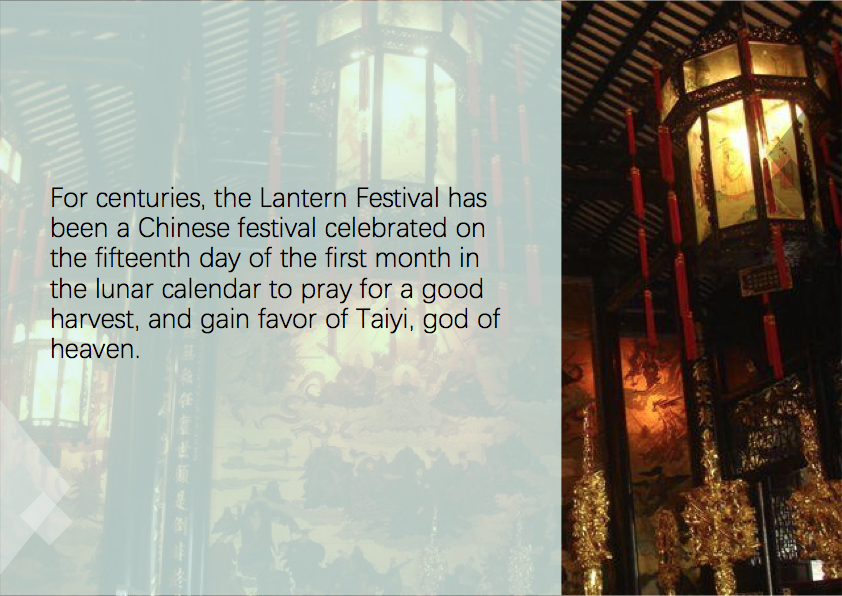 For centuries, the Lantern Festival has
been a Chinese festival celebrated on
the fifteenth day of the first month in
the lunar calendar to pray for a good
harvest, and gain favor of Taiyi, god of
heaven.